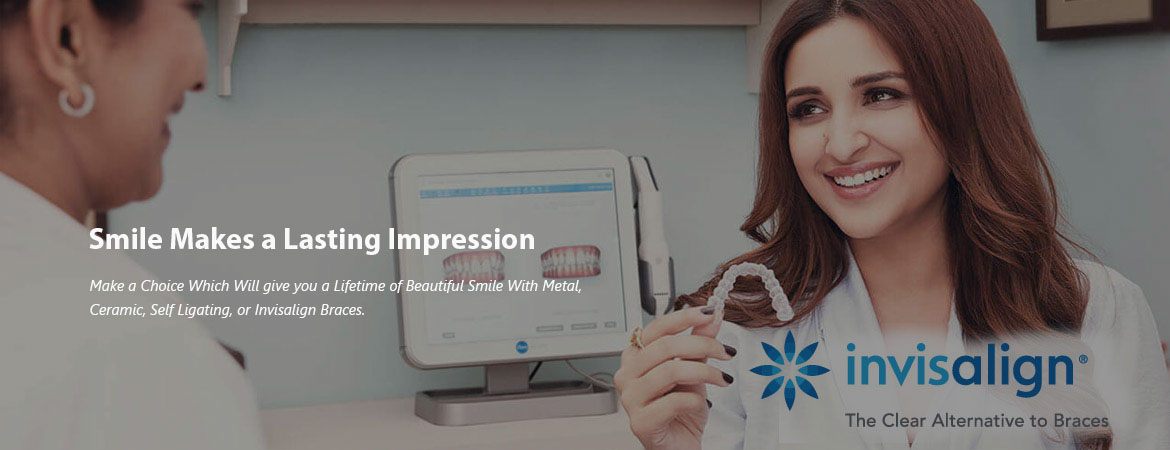 Smile Makes a Lasting Impression
Make a Choice Which Will give you a Lifetime of Beautiful Smile With Metal,
Ceramic, Self Ligating, or Invisalign Braces.
invisalign®
The Clear Alternative to Braces